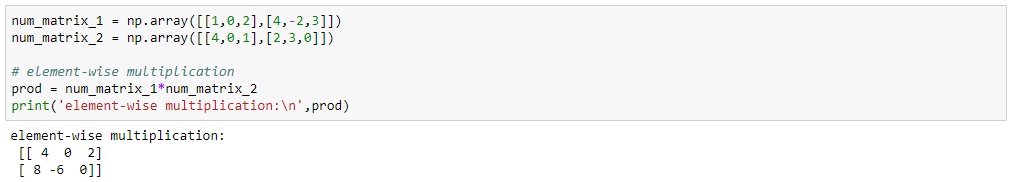 num_matrix_1 = np.array([[1,0,2],[4,-2,3]])
num_matrix_2 = np.array([[4,0,1],[2,3,0]])
# element-wise multiplication
prod = num_matrix_1*num_matrix_2
print('element-wise multiplication:\n',prod)
element-wise multiplication:
 [[ 4  0  2]
 [ 8 -6  0]]